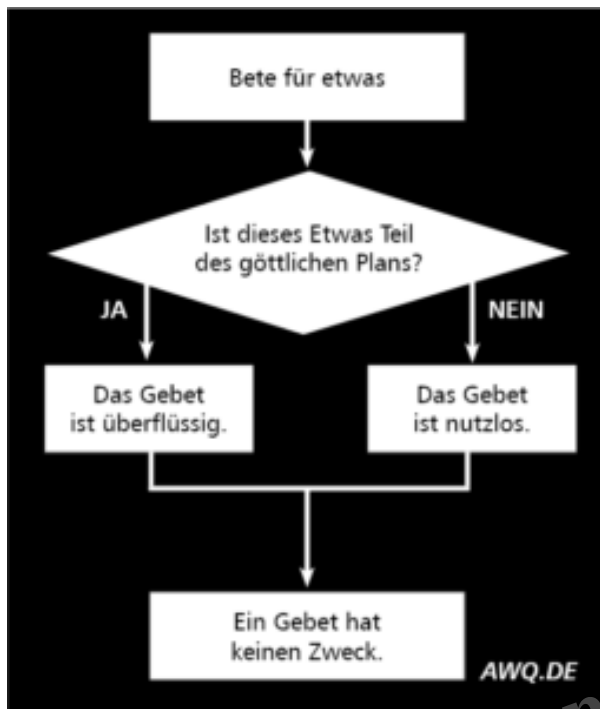 Bete für etwas
Ist dieses Etwas Teil
des göttlichen Plans?
JA
NEIN
Das Gebet
ist überflüssig.
Das Gebet
ist nutzlos.
Ein Gebet hat
keinen Zweck.
AWQ.DE